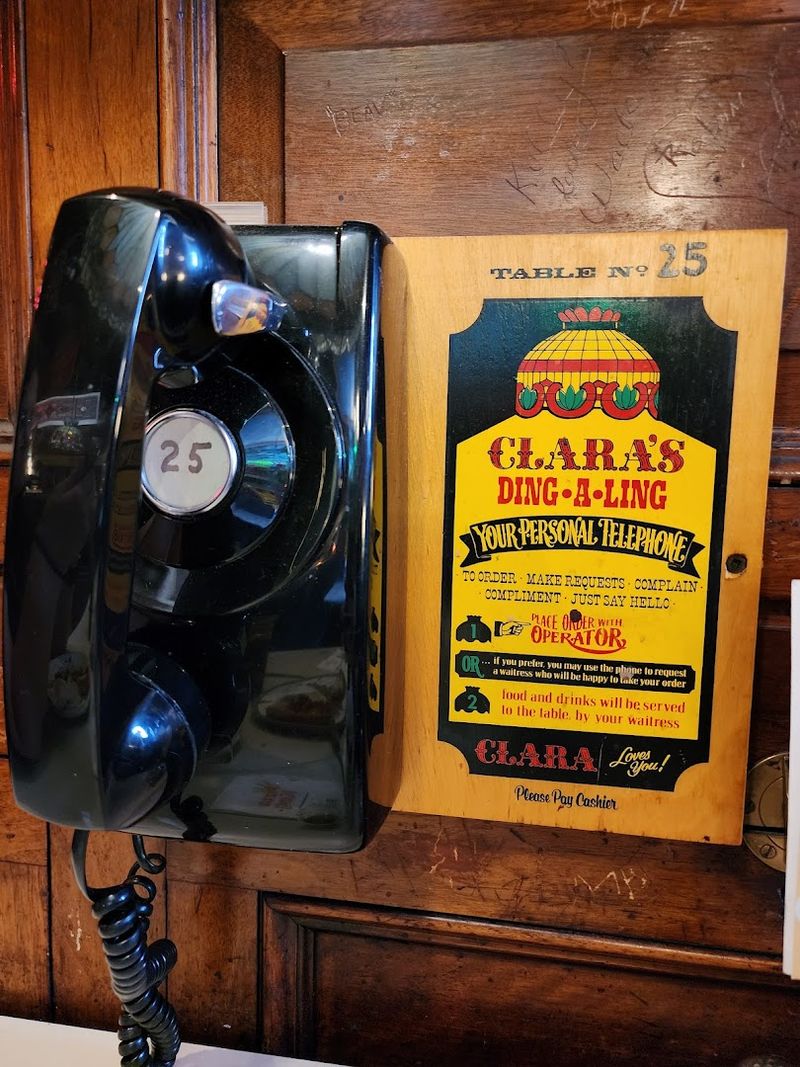 TABLE Nº 25
25
CLARA'S
DING•A•LING
YOUR PERSONAL TELEPHONE
TO ORDER · MAKE REQUESTS · COMPLAIN ·
· COMPLIMENT · JUST SAY HELLO ·
1 PLACE ORDER WITH
OPERATOR
OR... if you prefer, you may use the phone to request
a waitress who will be happy to take your order
2 food and drinks will be served
to the table, by your waitress
CLARA Loves
You!
Please Pay Cashier